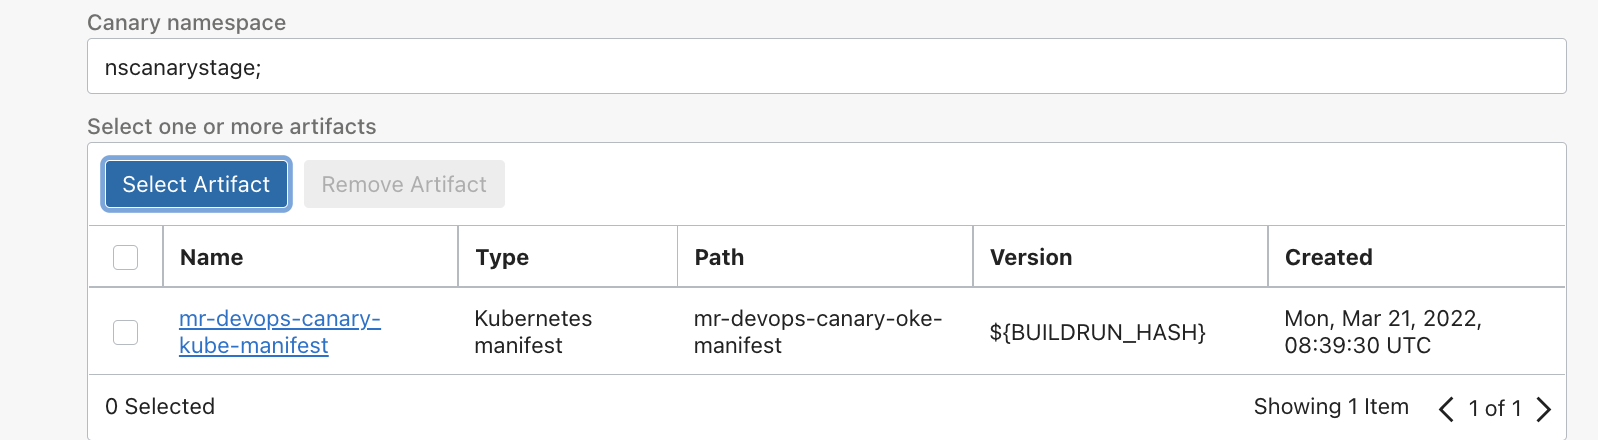 Canary namespace
nscanarystage;
Select one or more artifacts
Select Artifact Remove Artifact
Name Type Path Version Created
mr-devops-canary- Kubernetes mr-devops-canary-oke- ${BUILDRUN_HASH} Mon, Mar 21, 2022,
kube-manifest manifest manifest 08:39:30 UTC
0 Selected Showing 1 Item 1 of 1